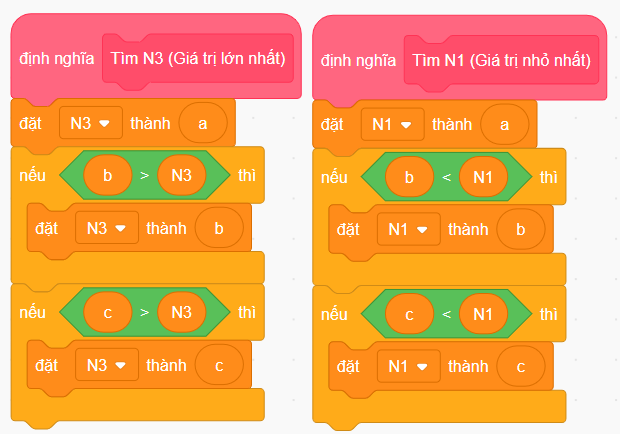 định nghĩa Tìm N3 (Giá trị lớn nhất)
đặt N3 thành a
nếu b > N3 thì
đặt N3 thành b
nếu c > N3 thì
đặt N3 thành c
định nghĩa Tìm N1 (Giá trị nhỏ nhất)
đặt N1 thành a
nếu b < N1 thì
đặt N1 thành b
nếu c < N1 thì
đặt N1 thành c